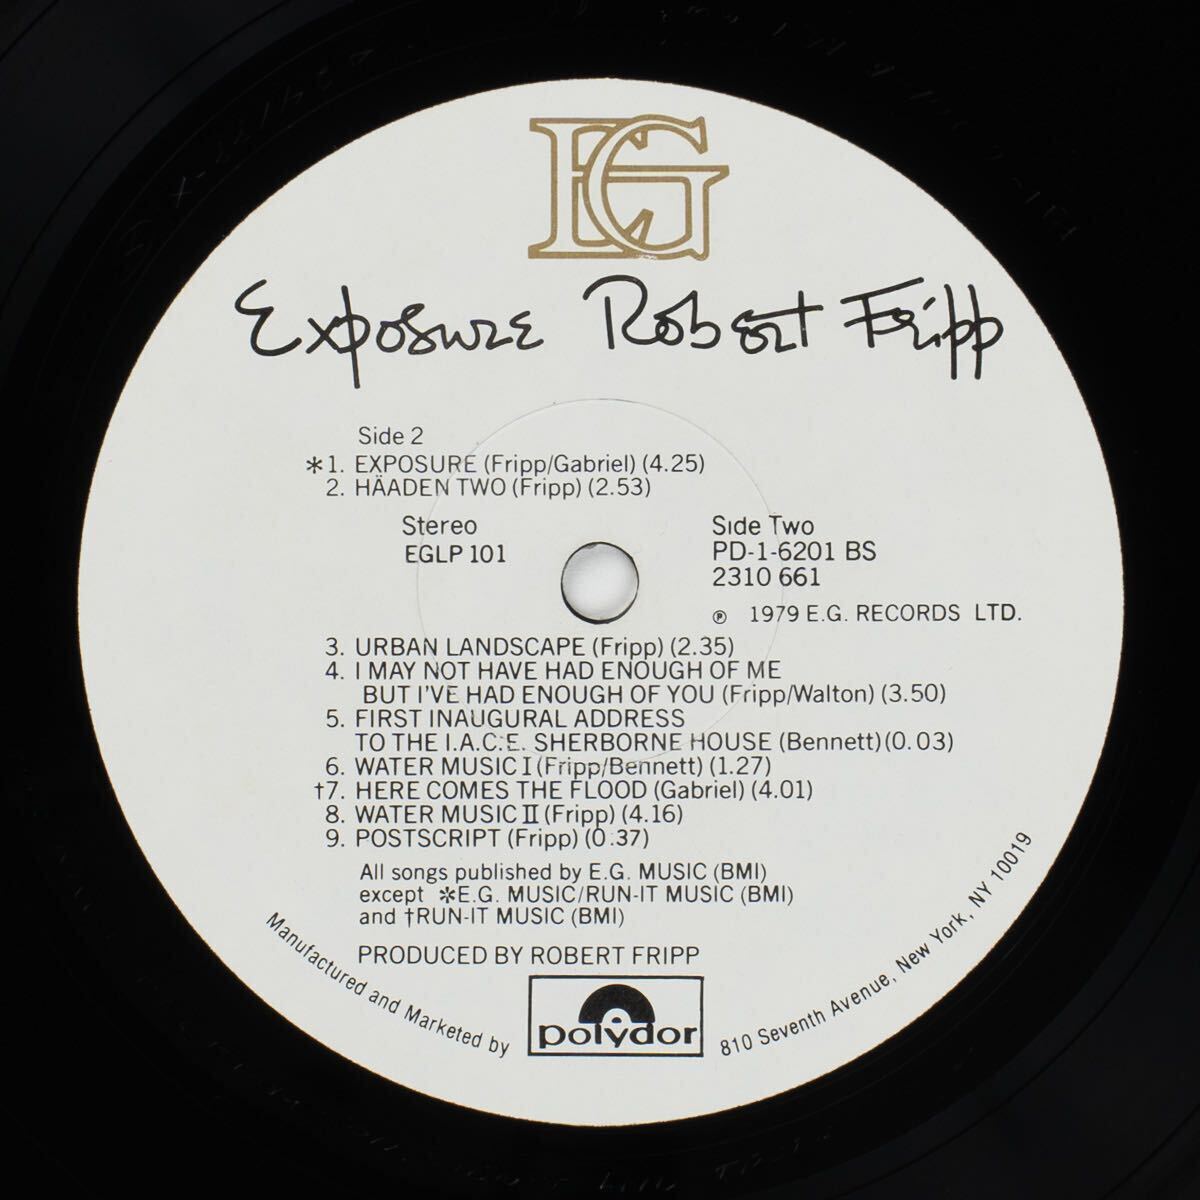 EG
Exposure Robert Fripp
Side 2
*1. EXPOSURE (Fripp/Gabriel) (4.25)
2. HÄADEN TWO (Fripp) (2.53)
Stereo
EGLP 101
Side Two
PD-1-6201 BS
2310 661
℗ 1979 E.G. RECORDS LTD.
3. URBAN LANDSCAPE (Fripp) (2.35)
4. I MAY NOT HAVE HAD ENOUGH OF ME
BUT I'VE HAD ENOUGH OF YOU (Fripp/Walton) (3.50)
5. FIRST INAUGURAL ADDRESS
TO THE I.A.C.E. SHERBORNE HOUSE (Bennett) (0.03)
6. WATER MUSIC I (Fripp/Bennett) (1.27)
†7. HERE COMES THE FLOOD (Gabriel) (4.01)
8. WATER MUSIC II (Fripp) (4.16)
9. POSTSCRIPT (Fripp) (0:37)
All songs published by E.G. MUSIC (BMI)
except *E.G. MUSIC/RUN-IT MUSIC (BMI)
and †RUN-IT MUSIC (BMI)
PRODUCED BY ROBERT FRIPP
Manufactured and Marketed by
polydor
810 Seventh Avenue, New York, NY 10019